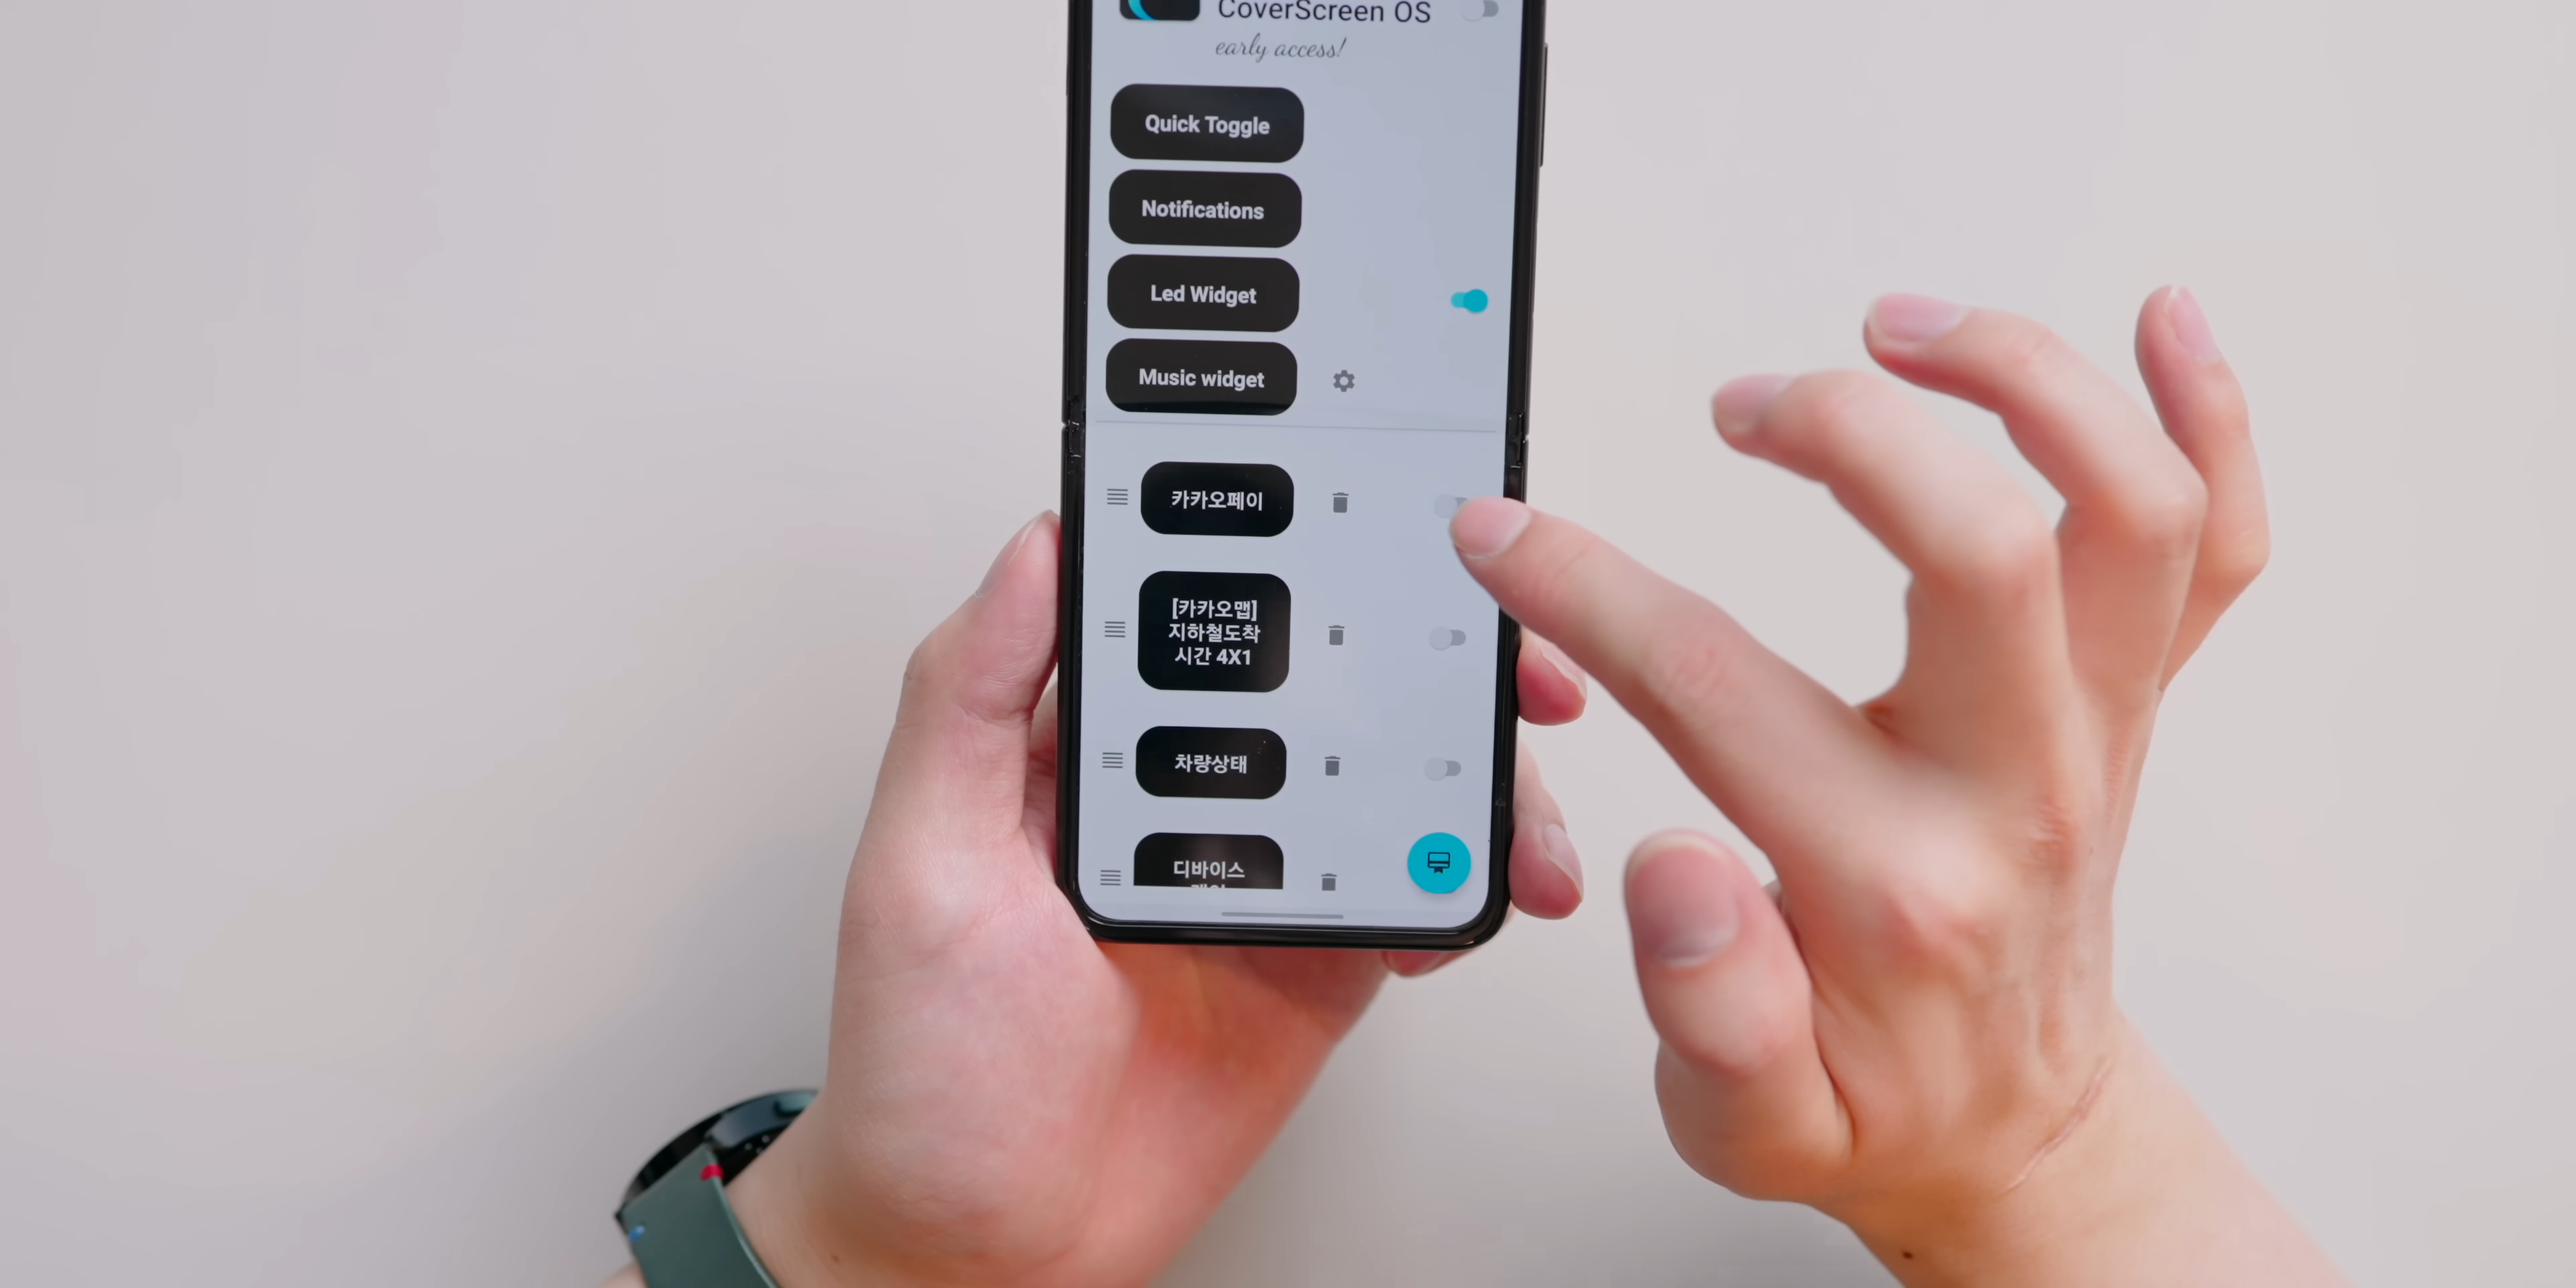 CoverScreen OS
early access!
Quick Toggle
Notifications
Led Widget
Music widget
카카오페이
[카카오맵]
지하철도착
시간 4X1
차량상태
디바이스